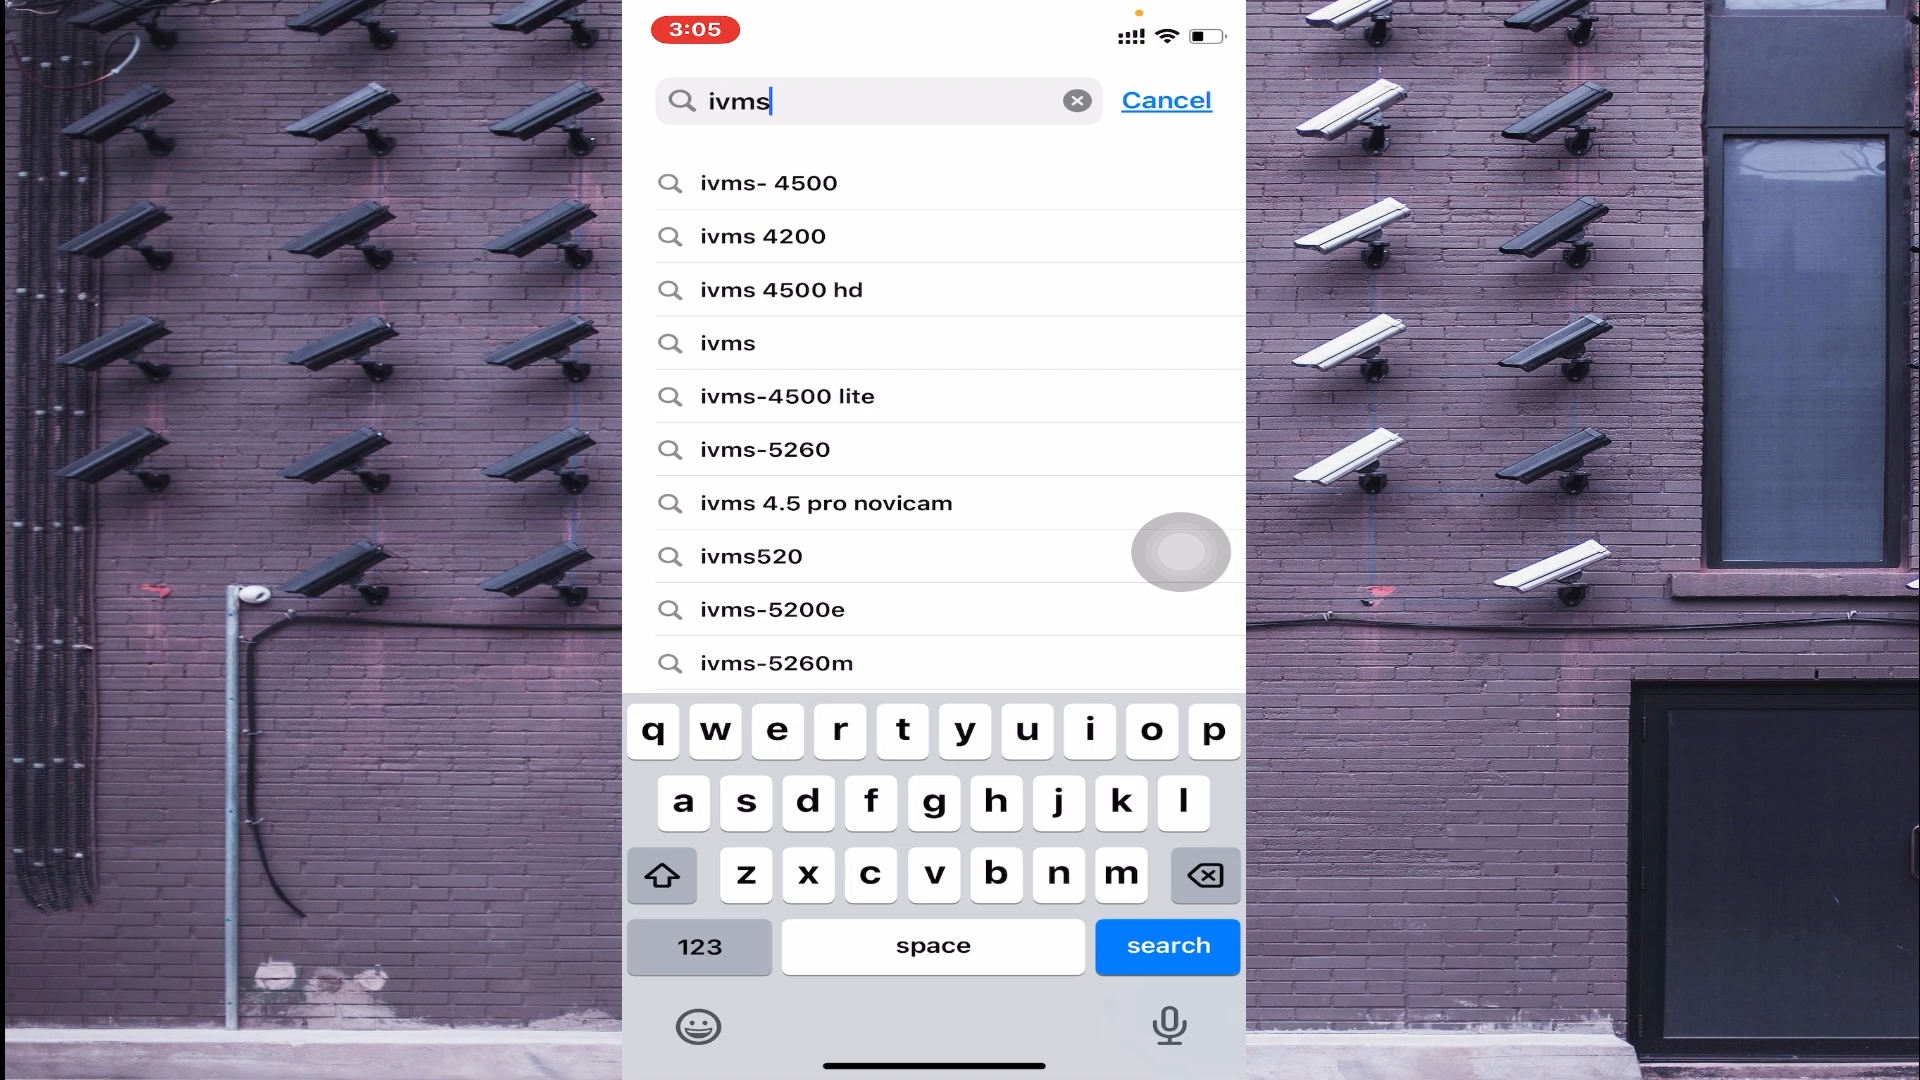 3:05
ivms
Cancel
ivms- 4500
ivms 4200
ivms 4500 hd
ivms
ivms-4500 lite
ivms-5260
ivms 4.5 pro novicam
ivms520
ivms-5200e
ivms-5260m
q w e r t y u i o p
a s d f g h j k l
z x c v b n m
123 space search